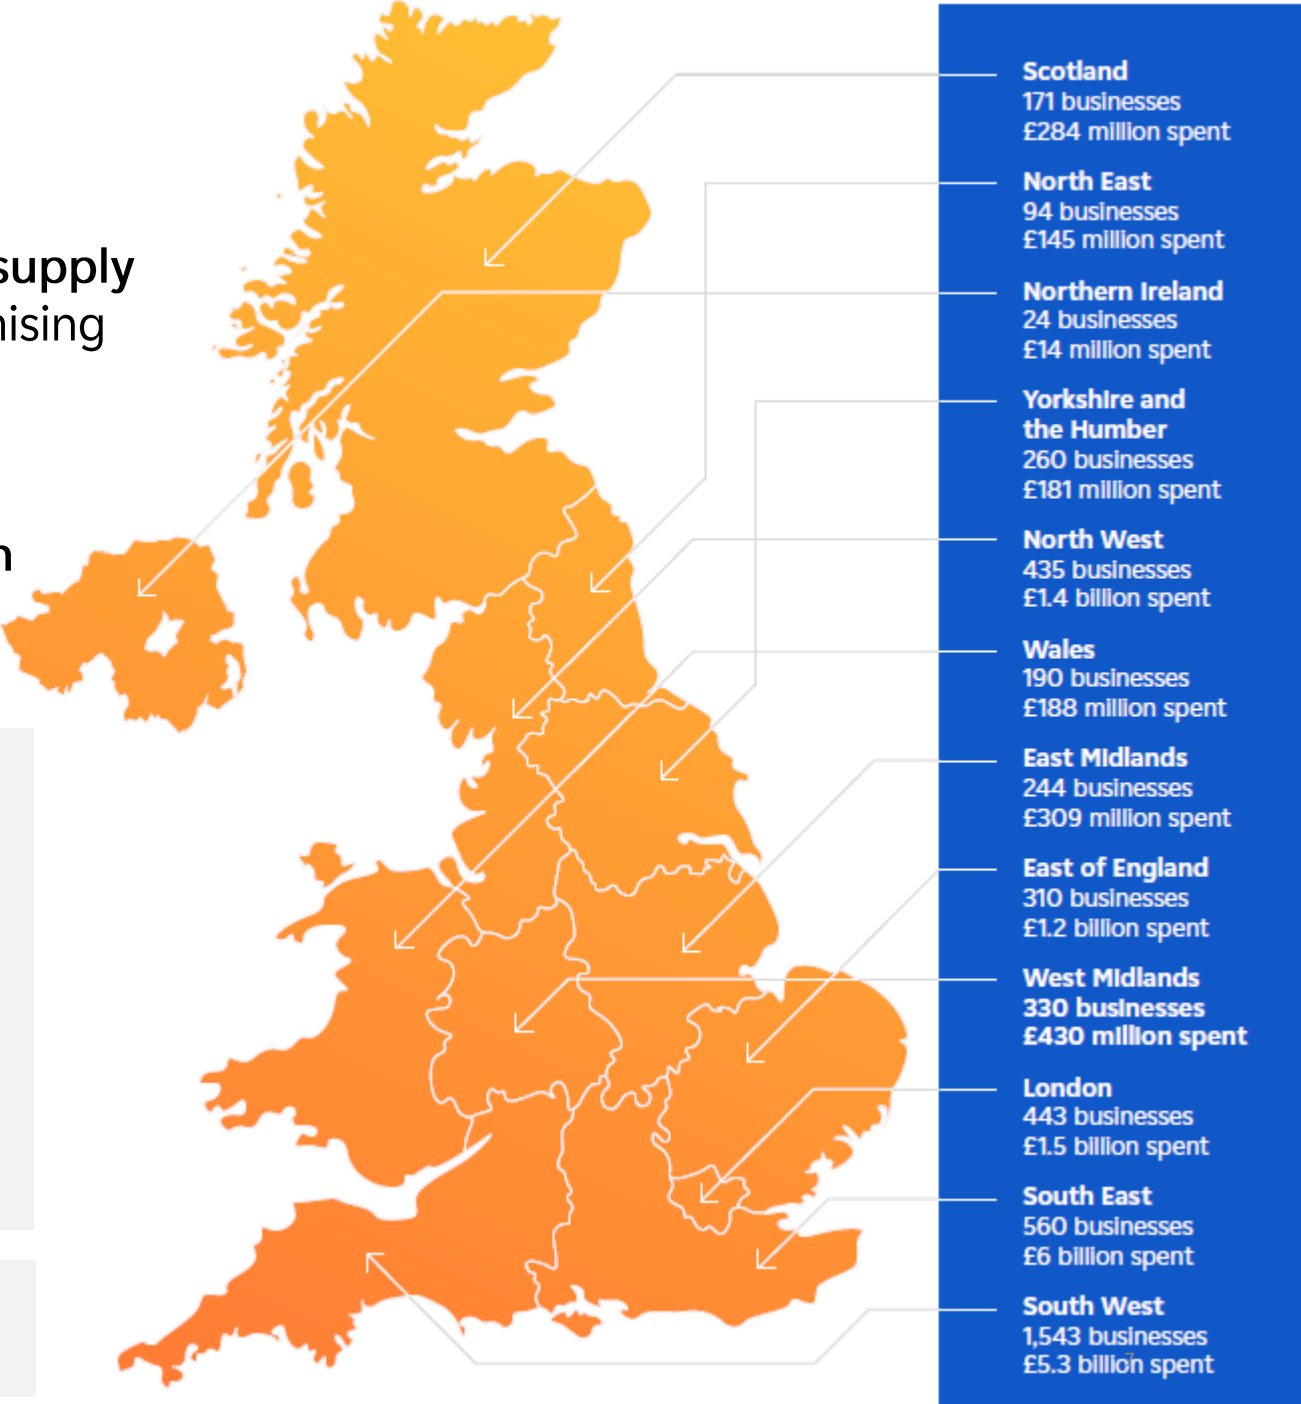 supply
nising
n
Scotland
171 businesses
£284 million spent
North East
94 businesses
£145 million spent
Northern Ireland
24 businesses
£14 million spent
Yorkshire and
the Humber
260 businesses
£181 million spent
North West
435 businesses
£1.4 billion spent
Wales
190 businesses
£188 million spent
East Midlands
244 businesses
£309 million spent
East of England
310 businesses
£1.2 billion spent
West Midlands
330 businesses
£430 million spent
London
443 businesses
£1.5 billion spent
South East
560 businesses
£6 billion spent
South West
1,543 businesses
£5.3 billion spent
7